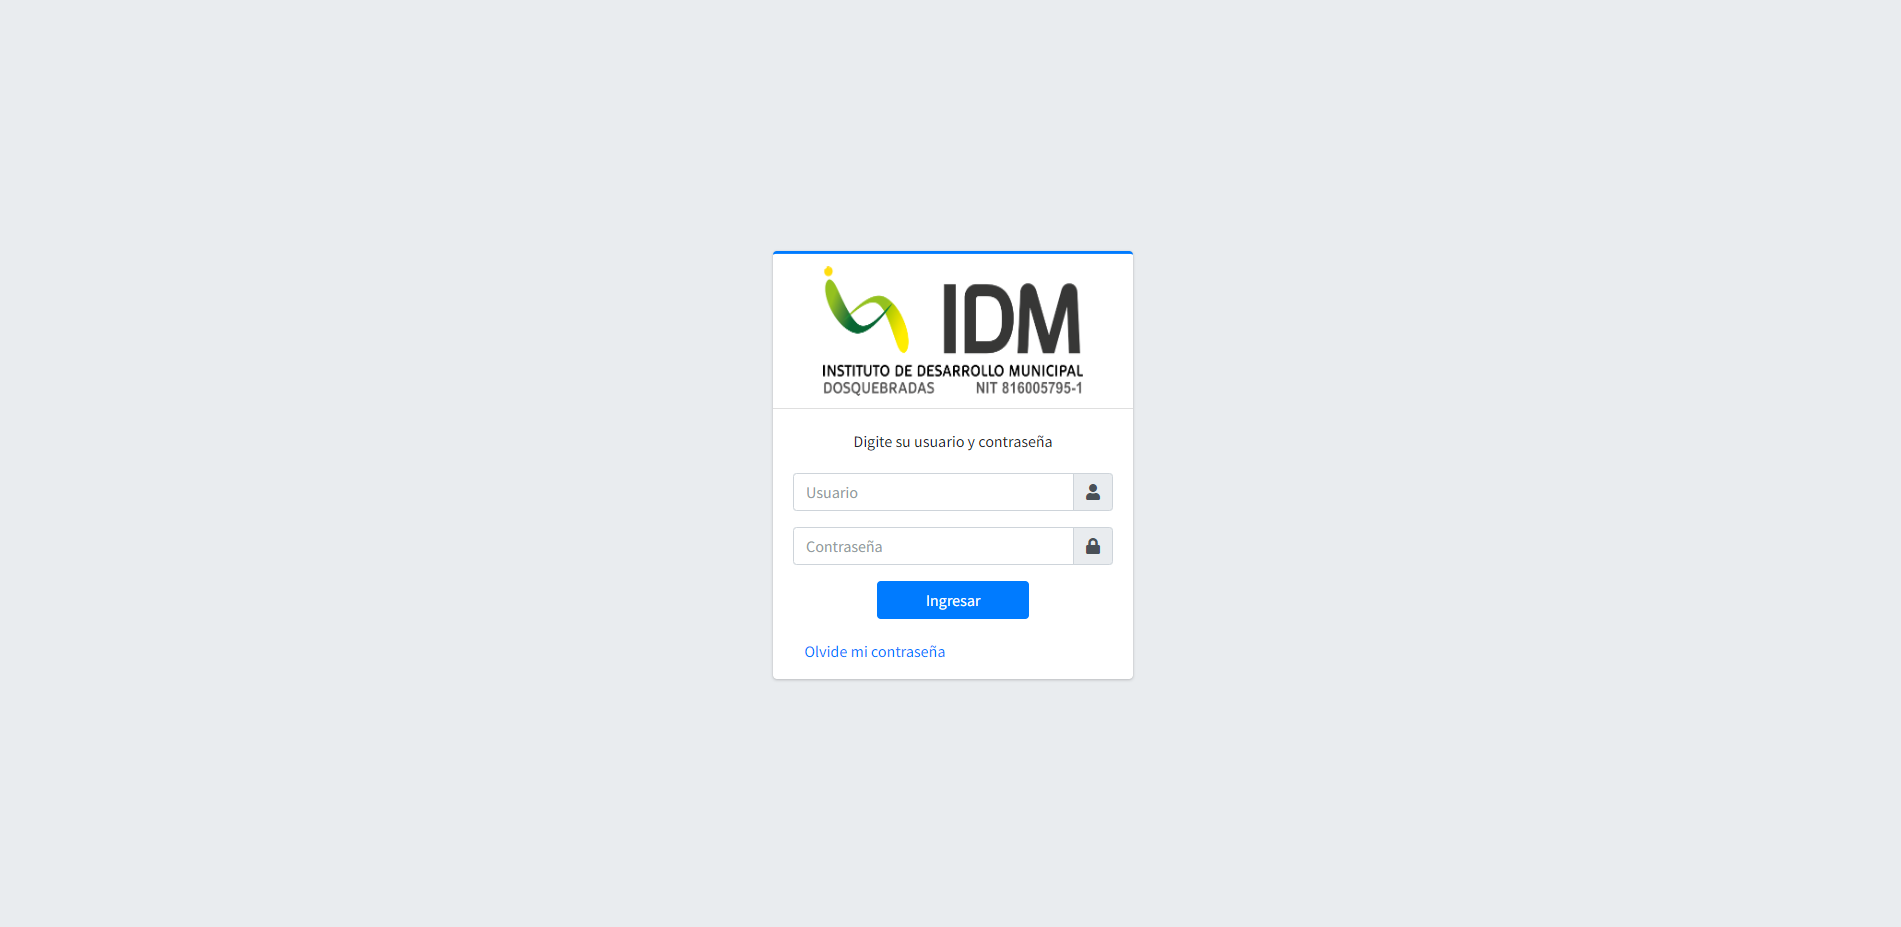 IDM
INSTITUTO DE DESARROLLO MUNICIPAL
DOSQUEBRADAS NIT 816005795-1
Digite su usuario y contraseña
Usuario
Contraseña
Ingresar
Olvide mi contraseña